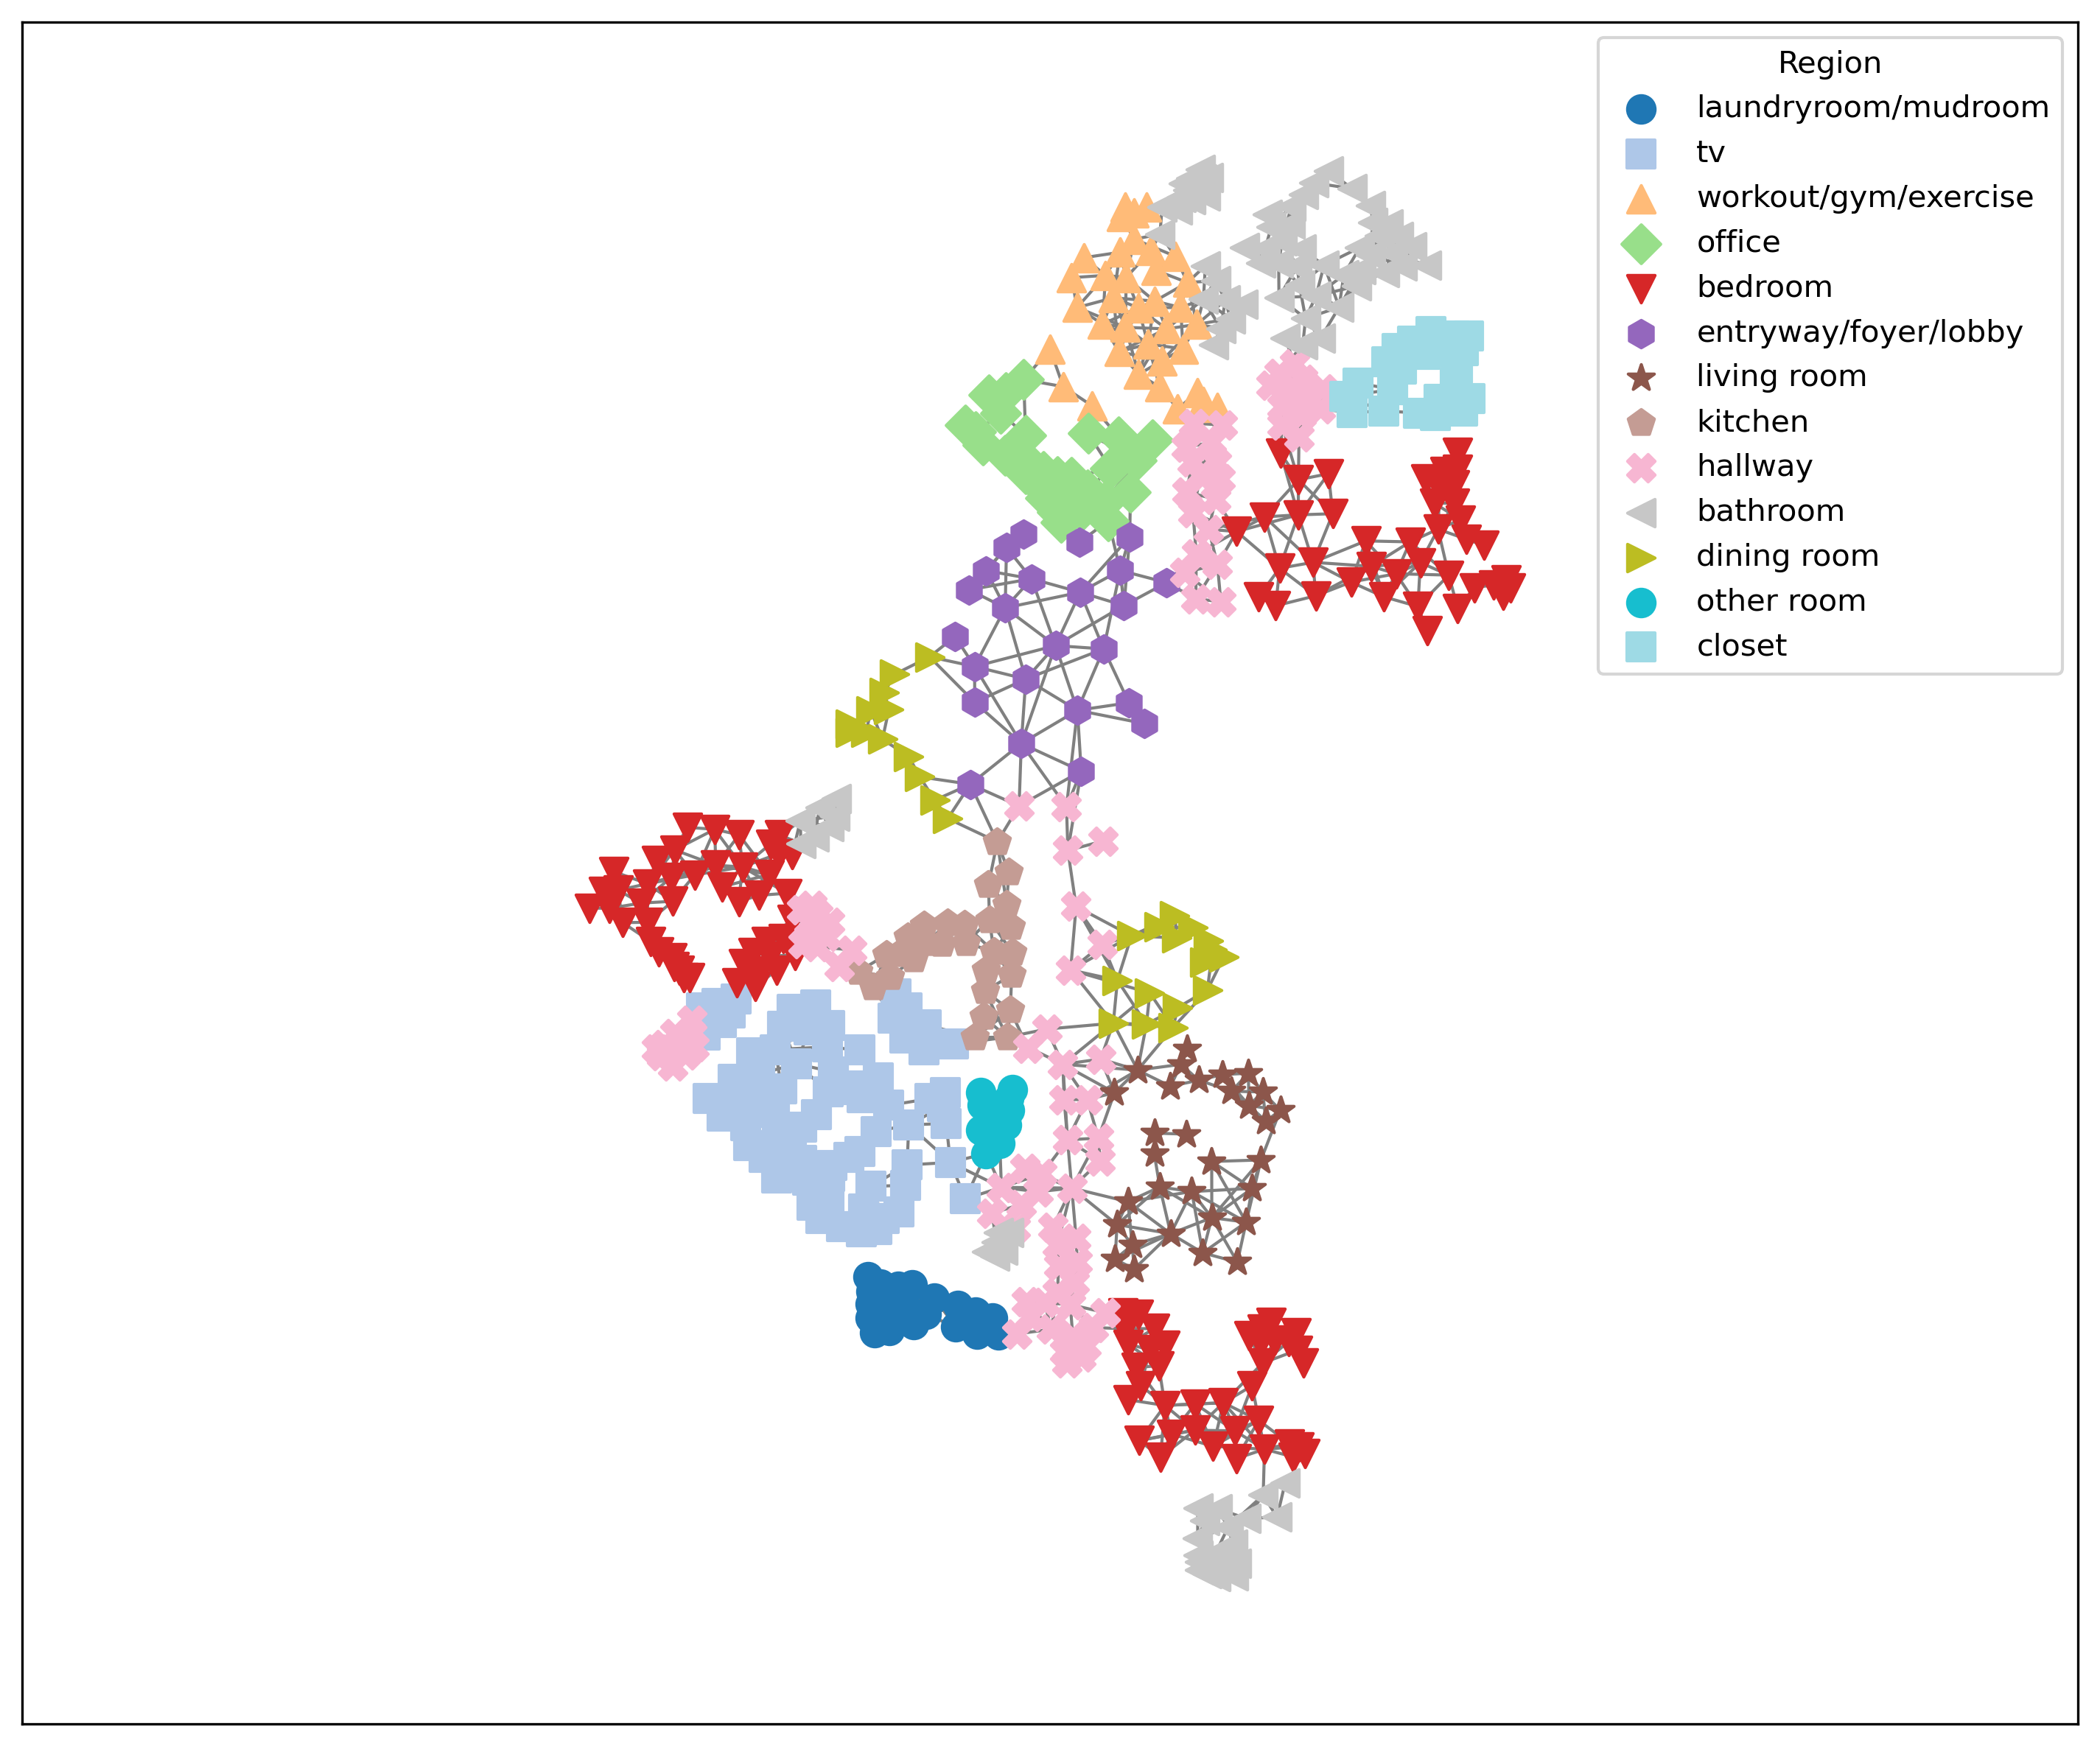 Region
laundryroom/mudroom
tv
workout/gym/exercise
office
bedroom
entryway/foyer/lobby
living room
kitchen
hallway
bathroom
dining room
other room
closet